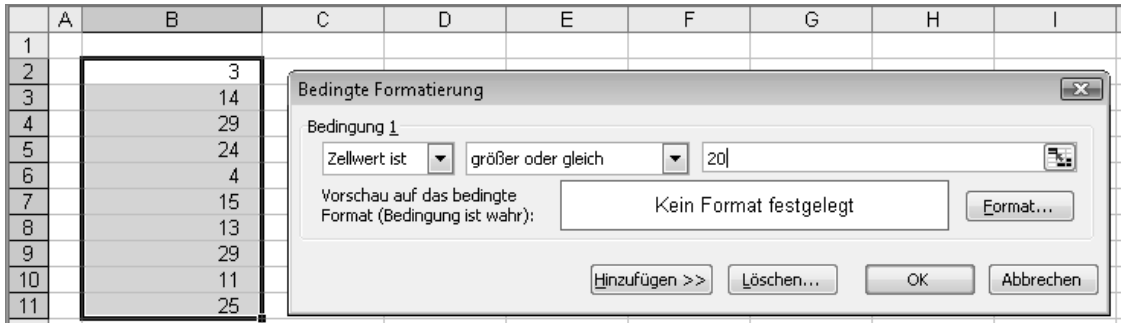 A B C D E F G H I
1
2 3
3 14
4 29
5 24
6 4
7 15
8 13
9 29
10 11
11 25
Bedingte Formatierung
Bedingung 1
Zellwert ist größer oder gleich 20
Vorschau auf das bedingte
Format (Bedingung ist wahr):
Kein Format festgelegt
Format...
Hinzufügen >> Löschen... OK Abbrechen